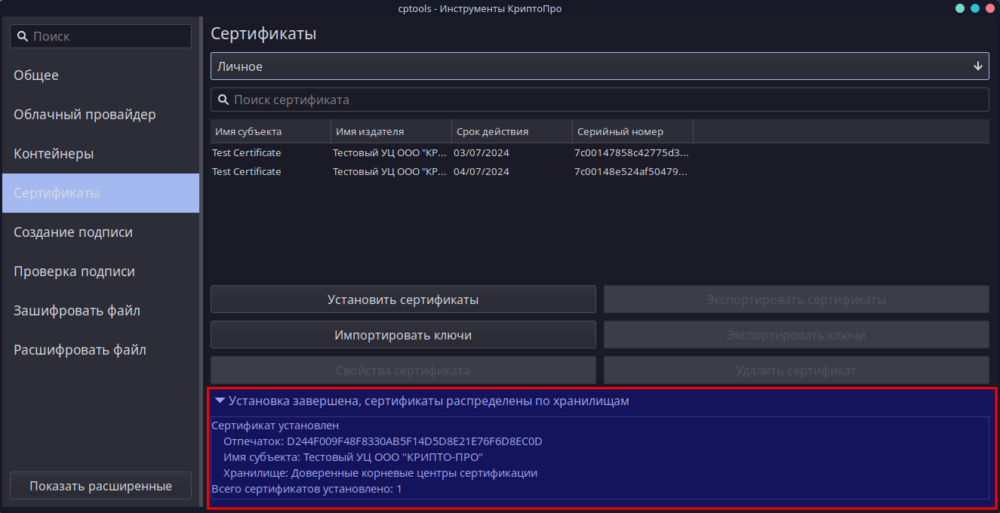 cptools - Инструменты КриптоПро
Поиск
Общее
Облачный провайдер
Контейнеры
Сертификаты
Создание подписи
Проверка подписи
Зашифровать файл
Расшифровать файл
Показать расширенные
Сертификаты
Личное
Поиск сертификата
Имя субъекта Имя издателя Срок действия Серийный номер
Test Certificate Тестовый УЦ ООО "КР... 03/07/2024 7c00147858c42775d3...
Test Certificate Тестовый УЦ ООО "КР... 04/07/2024 7c00148e524af50479...
Установить сертификаты Экспортировать сертификаты
Импортировать ключи Экспортировать ключи
Свойства сертификата Удалить сертификат
Установка завершена, сертификаты распределены по хранилищам
Сертификат установлен
Отпечаток: D244F009F48F8330AB5F14D5D8E21E76F6D8EC0D
Имя субъекта: Тестовый УЦ ООО "КРИПТО-ПРО"
Хранилище: Доверенные корневые центры сертификации
Всего сертификатов установлено: 1